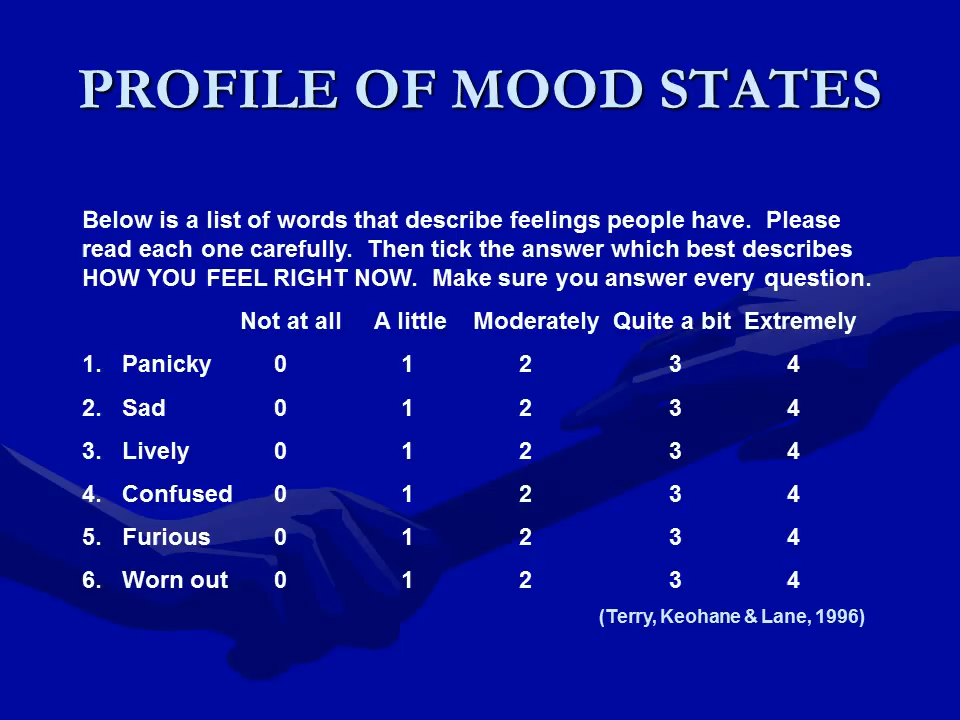 PROFILE OF MOOD STATES
Below is a list of words that describe feelings people have.  Please
read each one carefully.  Then tick the answer which best describes
HOW YOU FEEL RIGHT NOW.  Make sure you answer every question.
Not at all A little Moderately Quite a bit Extremely
1. Panicky 0 1 2 3 4
2. Sad 0 1 2 3 4
3. Lively 0 1 2 3 4
4. Confused 0 1 2 3 4
5. Furious 0 1 2 3 4
6. Worn out 0 1 2 3 4
(Terry, Keohane & Lane, 1996)